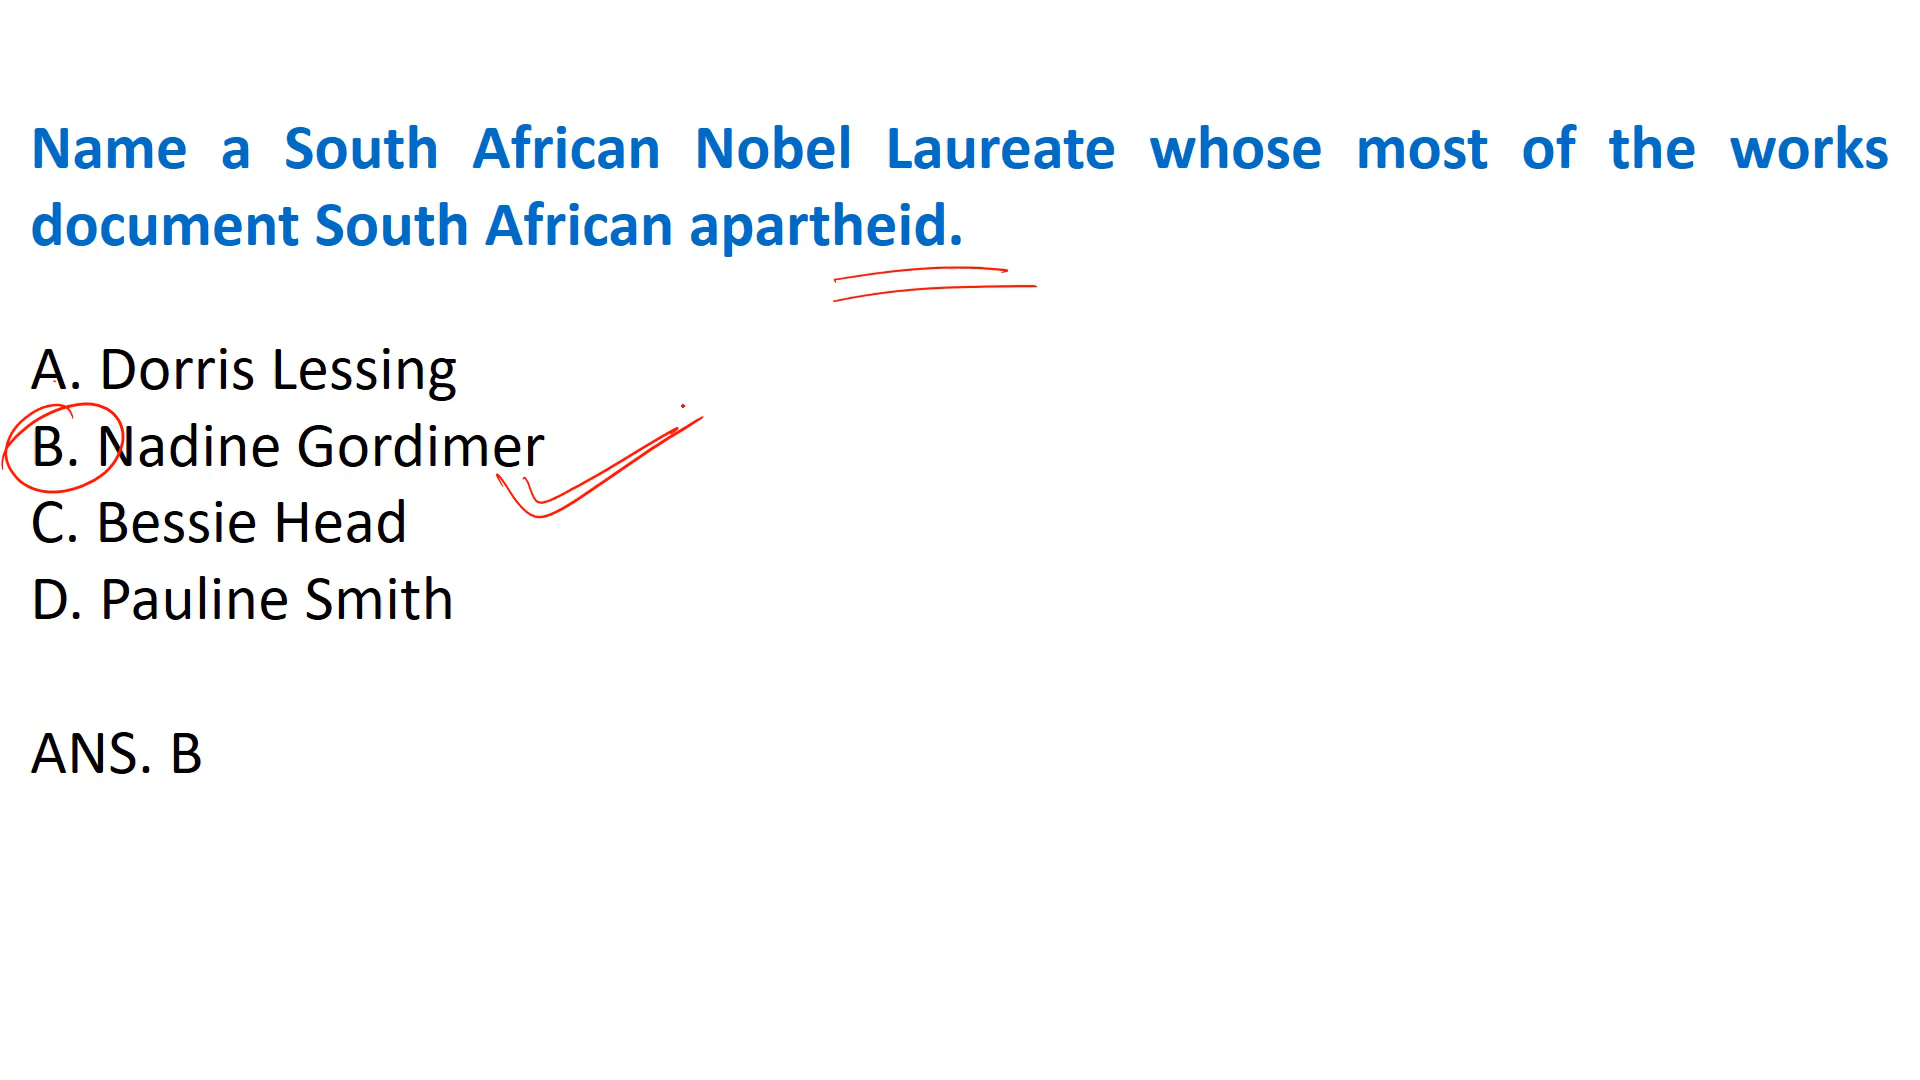 Name a South African Nobel Laureate whose most of the works
document South African apartheid.
A. Dorris Lessing
B. Nadine Gordimer
C. Bessie Head
D. Pauline Smith
ANS. B